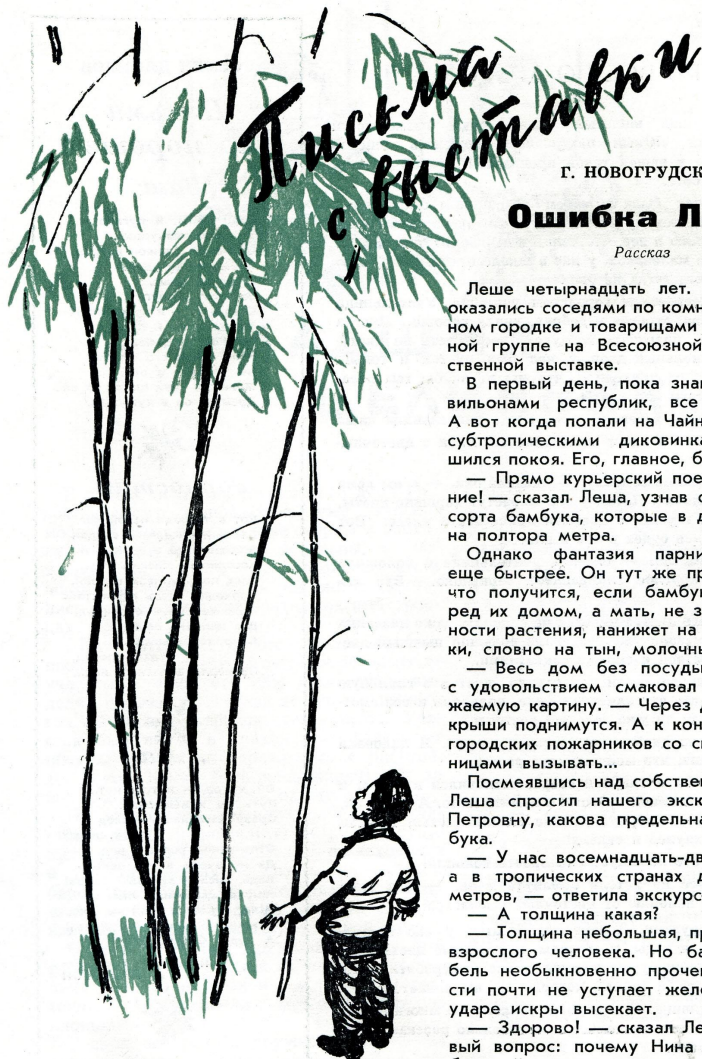 Письма
с выставки
Г. НОВОГРУДСК
Ошибка Л
Рассказ
Леше четырнадцать лет.
оказались соседями по комн
ном городке и товарищами
ной группе на Всесоюзной
ственной выставке.
В первый день, пока зна
вильонами республик, все
А вот когда попали на Чайн
субтропическими диковинка
шился покоя. Его, главное, б
— Прямо курьерский пое
ние! — сказал Леша, узнав о
сорта бамбука, которые в д
на полтора метра.
Однако фантазия парни
еще быстрее. Он тут же пр
что получится, если бамбу
ред их домом, а мать, не з
ности растения, нанижет на
ки, словно на тын, молочны
— Весь дом без посуды
с удовольствием смаковал
жаемую картину. — Через д
крыши поднимутся. А к кон
городских пожарников со с
ницами вызывать...
Посмеявшись над собстве
Леша спросил нашего экск
Петровну, какова предельна
бука.
— У нас восемнадцать-дв
а в тропических странах д
метров, — ответила экскурс
— А толщина какая?
— Толщина небольшая, пр
взрослого человека. Но ба
бель необыкновенно проче
сти почти не уступает желе
ударе искры высекает.
— Здорово! — сказал Ле
вый вопрос: почему Нина